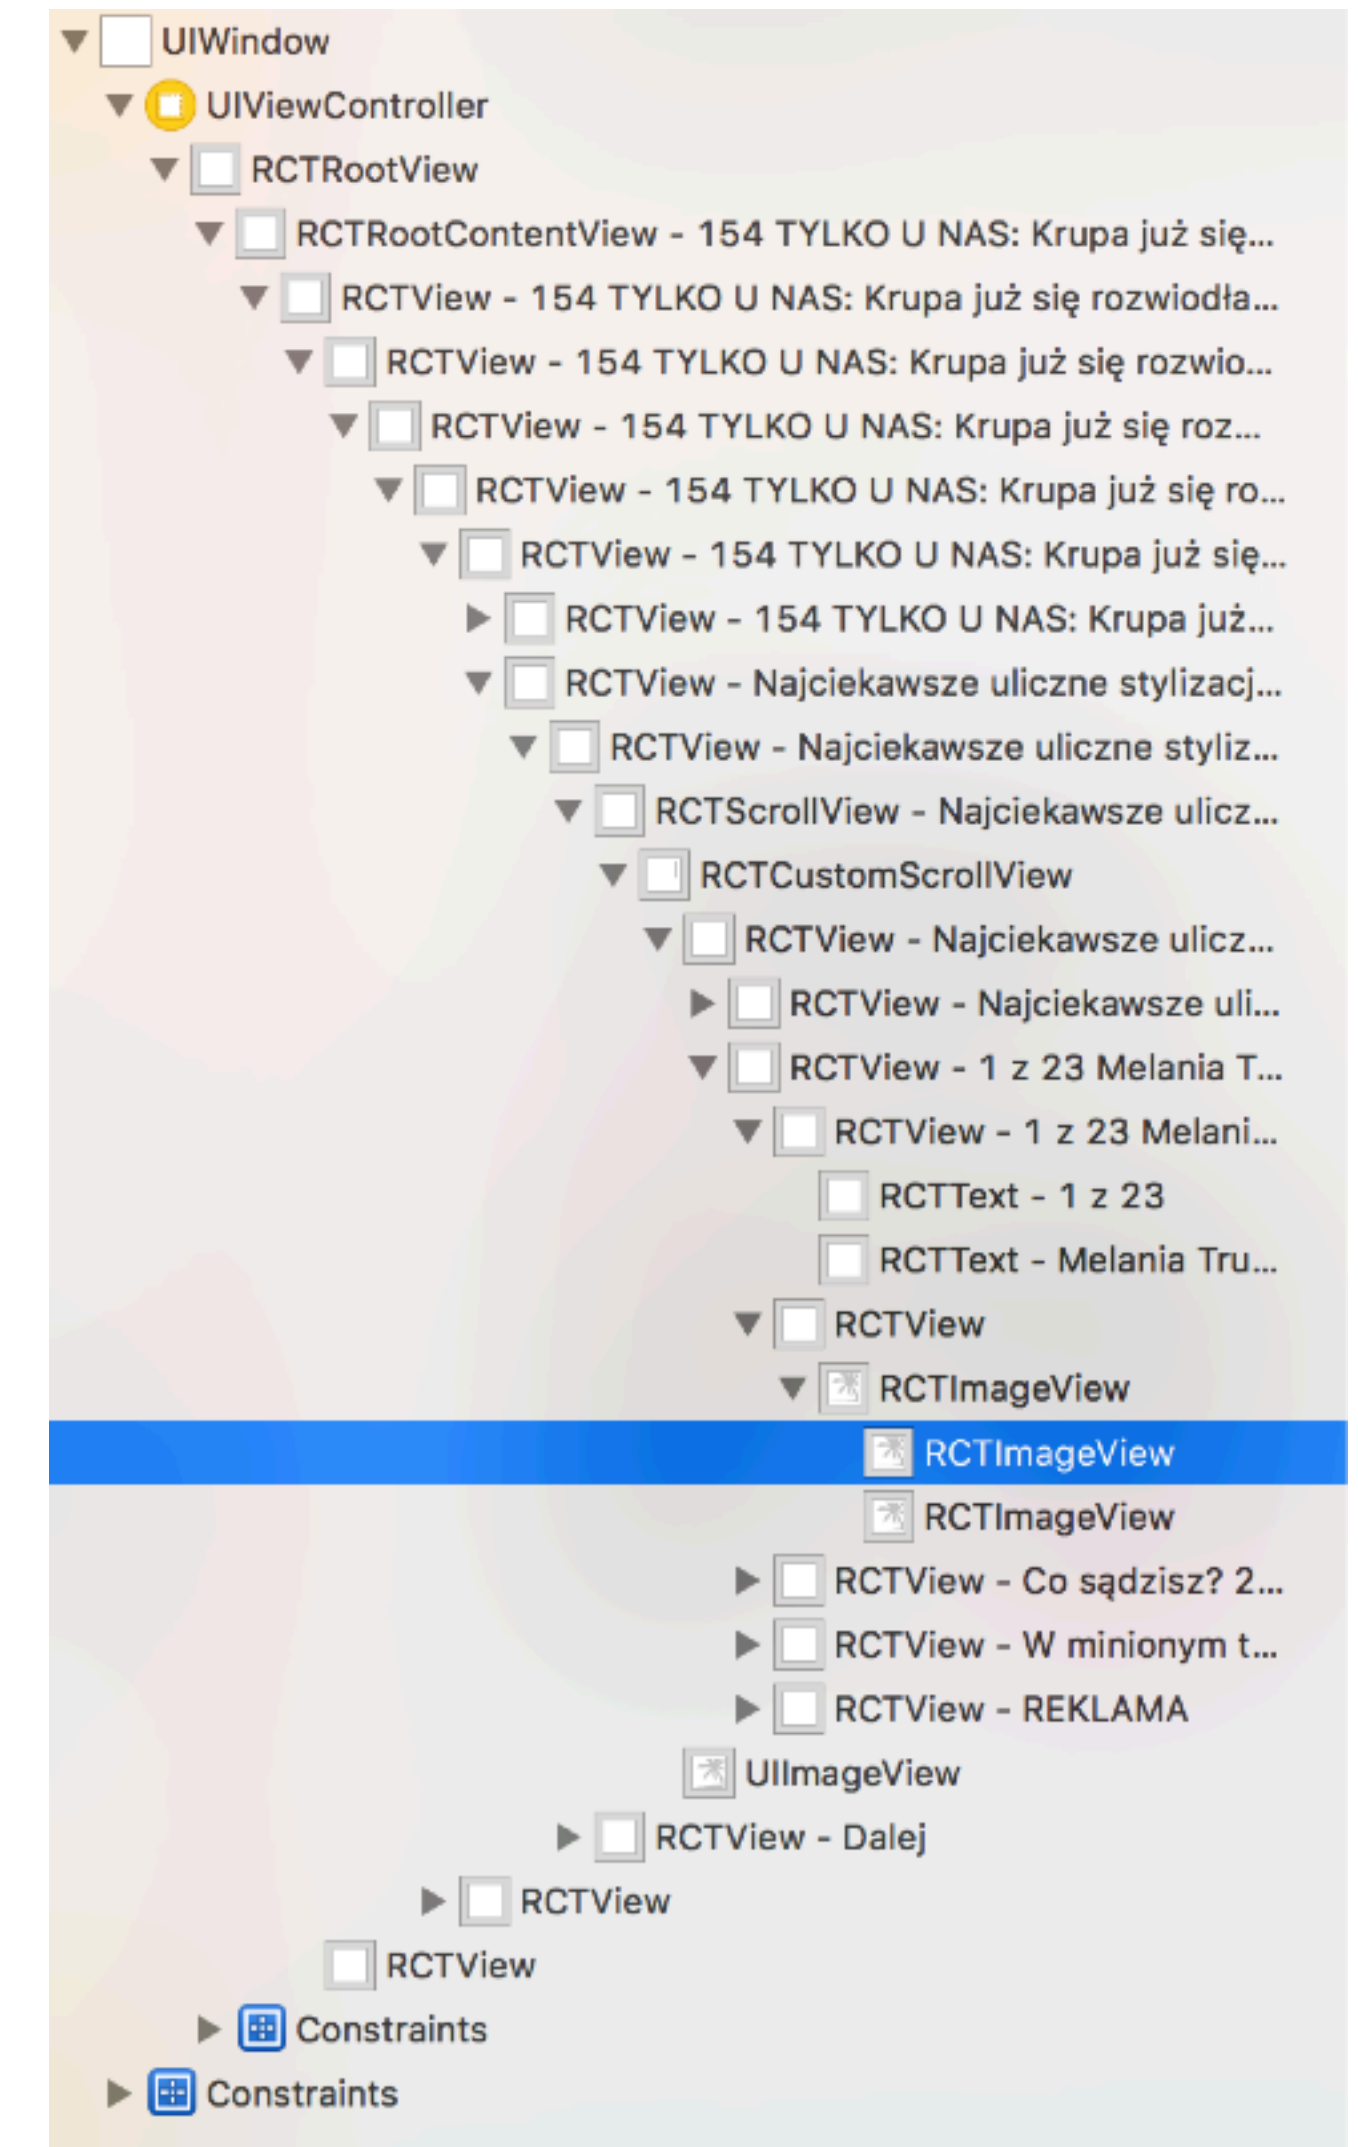 UIWindow
UIViewController
RCTRootView
RCTRootContentView - 154 TYLKO U NAS: Krupa już się...
RCTView - 154 TYLKO U NAS: Krupa już się rozwiodła...
RCTView - 154 TYLKO U NAS: Krupa już się rozwio...
RCTView - 154 TYLKO U NAS: Krupa już się roz...
RCTView - 154 TYLKO U NAS: Krupa już się ro...
RCTView - 154 TYLKO U NAS: Krupa już się...
RCTView - 154 TYLKO U NAS: Krupa już...
RCTView - Najciekawsze uliczne stylizacj...
RCTView - Najciekawsze uliczne styliz...
RCTScrollView - Najciekawsze ulicz...
RCTCustomScrollView
RCTView - Najciekawsze ulicz...
RCTView - Najciekawsze uli...
RCTView - 1 z 23 Melania T...
RCTView - 1 z 23 Melani...
RCTText - 1 z 23
RCTText - Melania Tru...
RCTView
RCTImageView
RCTImageView
RCTImageView
RCTView - Co sądzisz? 2...
RCTView - W minionym t...
RCTView - REKLAMA
UIImageView
RCTView - Dalej
RCTView
RCTView
Constraints
Constraints